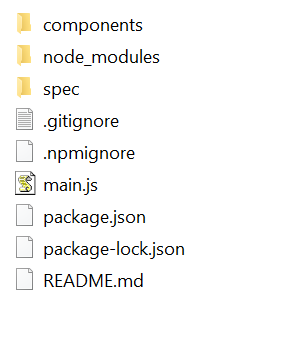 components
node_modules
spec
.gitignore
.npmignore
main.js
package.json
package-lock.json
README.md